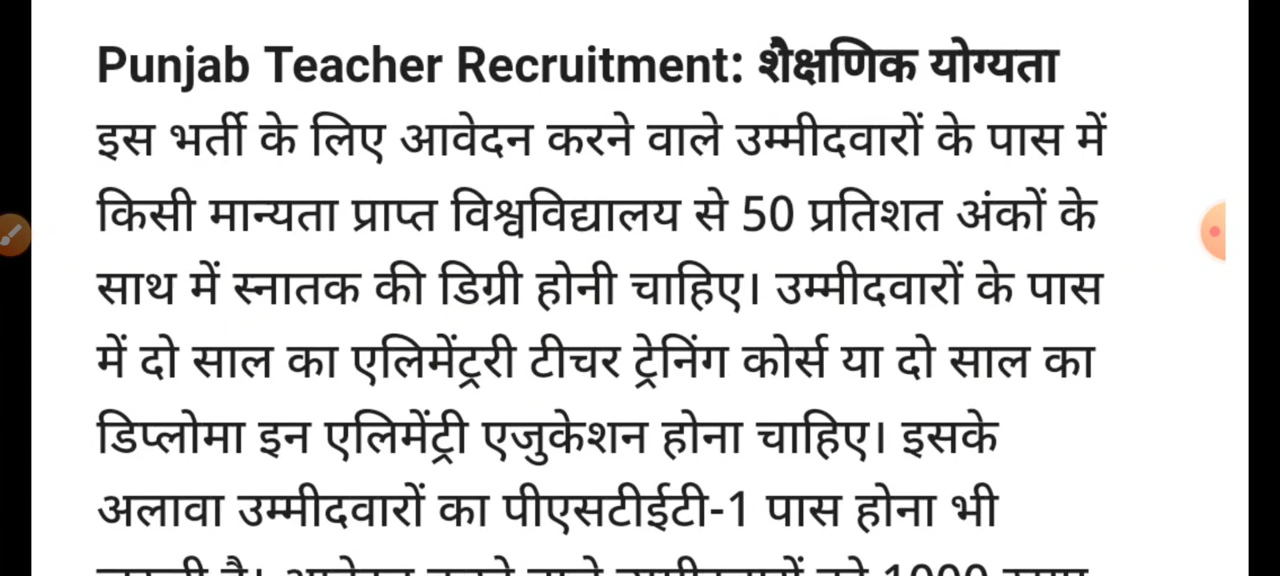 Punjab Teacher Recruitment: शैक्षणिक योग्यता
इस भर्ती के लिए आवेदन करने वाले उम्मीदवारों के पास में
किसी मान्यता प्राप्त विश्वविद्यालय से 50 प्रतिशत अंकों के
साथ में स्नातक की डिग्री होनी चाहिए। उम्मीदवारों के पास
में दो साल का एलिमेंट्ररी टीचर ट्रेनिंग कोर्स या दो साल का
डिप्लोमा इन एलिमेंट्री एजुकेशन होना चाहिए। इसके
अलावा उम्मीदवारों का पीएसटीईटी-1 पास होना भी